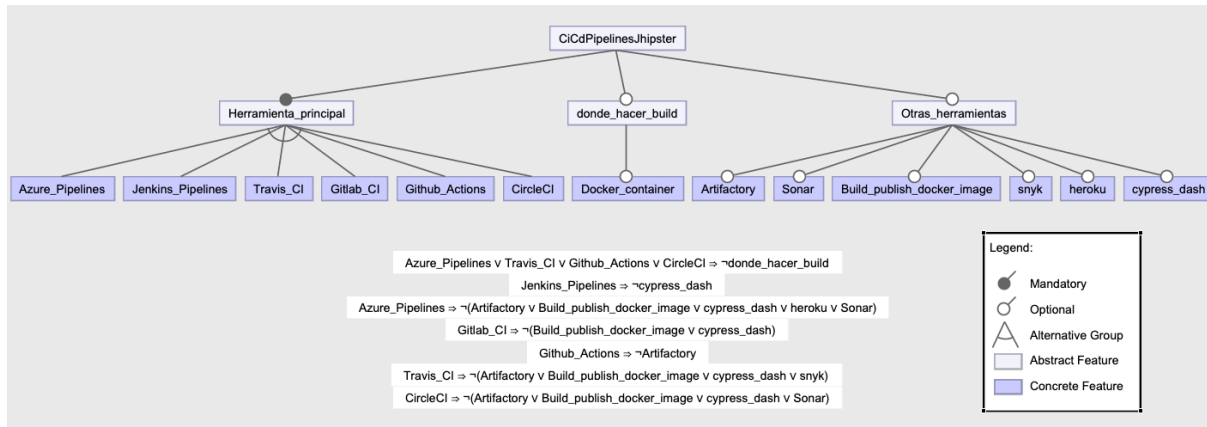 CiCdPipelinesJhipster
Herramienta_principal
donde_hacer_build
Otras_herramientas
Azure_Pipelines
Jenkins_Pipelines
Travis_CI
Gitlab_CI
Github_Actions
CircleCI
Docker_container
Artifactory
Sonar
Build_publish_docker_image
snyk
heroku
cypress_dash
Azure_Pipelines ∨ Travis_CI ∨ Github_Actions ∨ CircleCI ⇒ ¬donde_hacer_build
Jenkins_Pipelines ⇒ ¬cypress_dash
Azure_Pipelines ⇒ ¬(Artifactory ∨ Build_publish_docker_image ∨ cypress_dash ∨ heroku ∨ Sonar)
Gitlab_CI ⇒ ¬(Build_publish_docker_image ∨ cypress_dash)
Github_Actions ⇒ ¬Artifactory
Travis_CI ⇒ ¬(Artifactory ∨ Build_publish_docker_image ∨ cypress_dash ∨ snyk)
CircleCI ⇒ ¬(Artifactory ∨ Build_publish_docker_image ∨ cypress_dash ∨ Sonar)
Legend:
Mandatory
Optional
Alternative Group
Abstract Feature
Concrete Feature